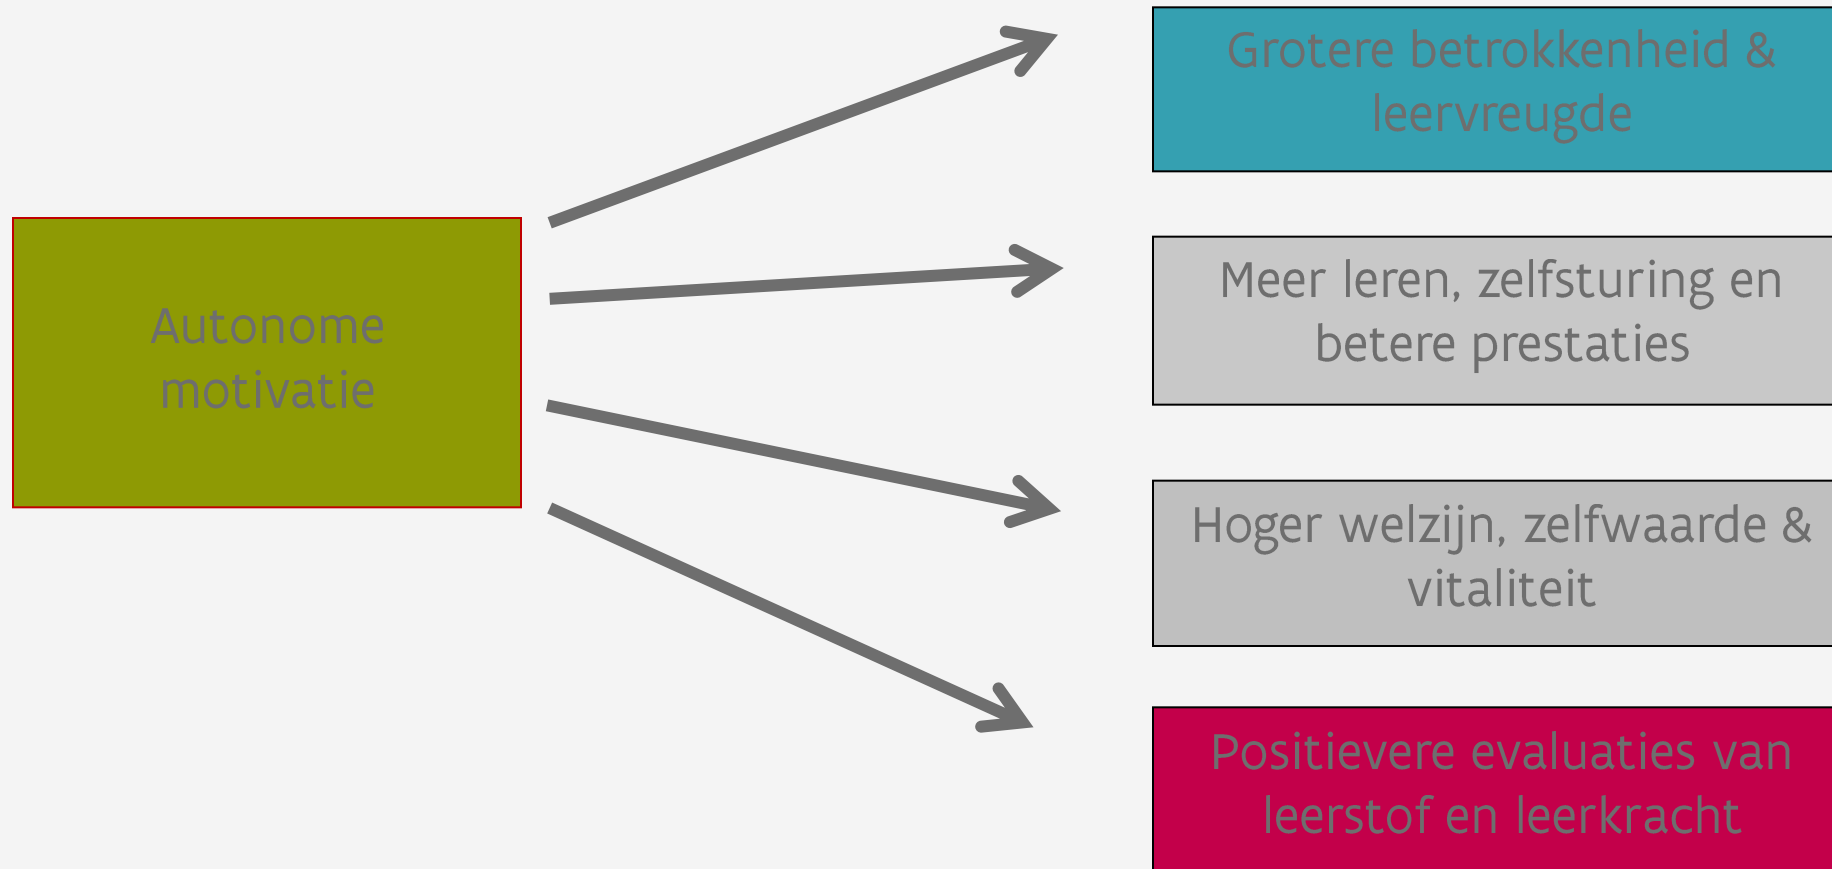 Grotere betrokkenheid &
leervreugde
Autonome
motivatie
Meer leren, zelfsturing en
betere prestaties
Hoger welzijn, zelfwaarde &
vitaliteit
Positievere evaluaties van
leerstof en leerkracht